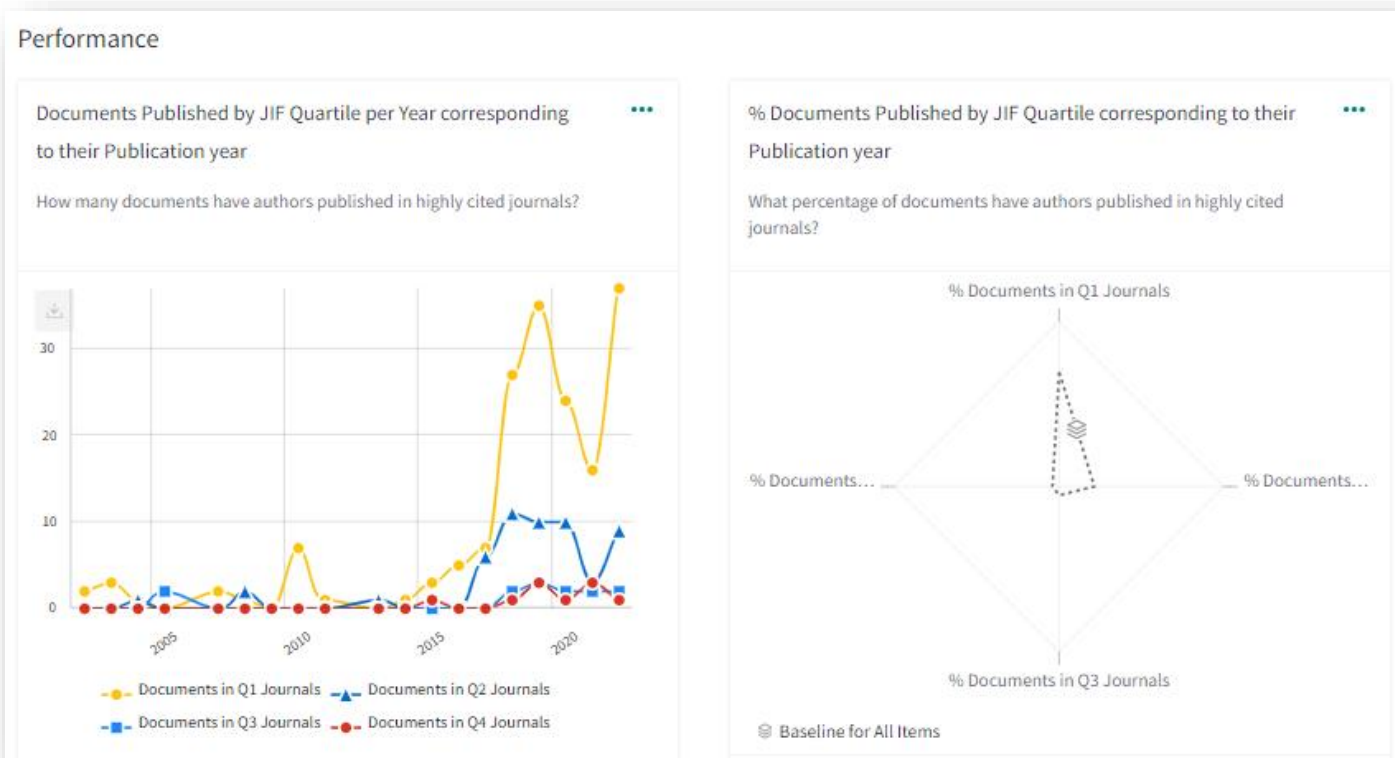 Performance
Documents Published by JIF Quartile per Year corresponding
to their Publication year
How many documents have authors published in highly cited journals?
30
20
10
0
2005
2010
2015
2020
Documents in Q1 Journals
Documents in Q2 Journals
Documents in Q3 Journals
Documents in Q4 Journals
% Documents Published by JIF Quartile corresponding to their
Publication year
What percentage of documents have authors published in highly cited
journals?
% Documents in Q1 Journals
% Documents...
% Documents...
% Documents in Q3 Journals
Baseline for All Items